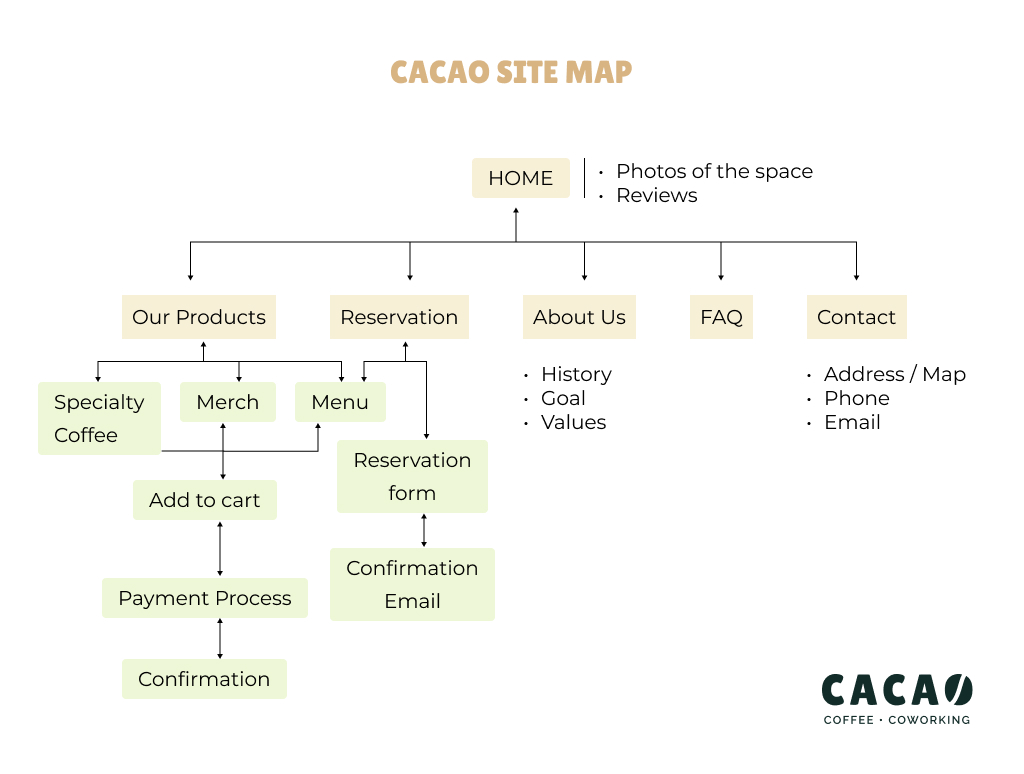 CACAO SITE MAP
HOME
• Photos of the space
• Reviews
Our Products
Reservation
About Us
FAQ
Contact
• History
• Goal
• Values
• Address / Map
• Phone
• Email
Specialty
Coffee
Merch
Menu
Reservation
form
Add to cart
Confirmation
Email
Payment Process
Confirmation
CACAO
COFFEE • COWORKING